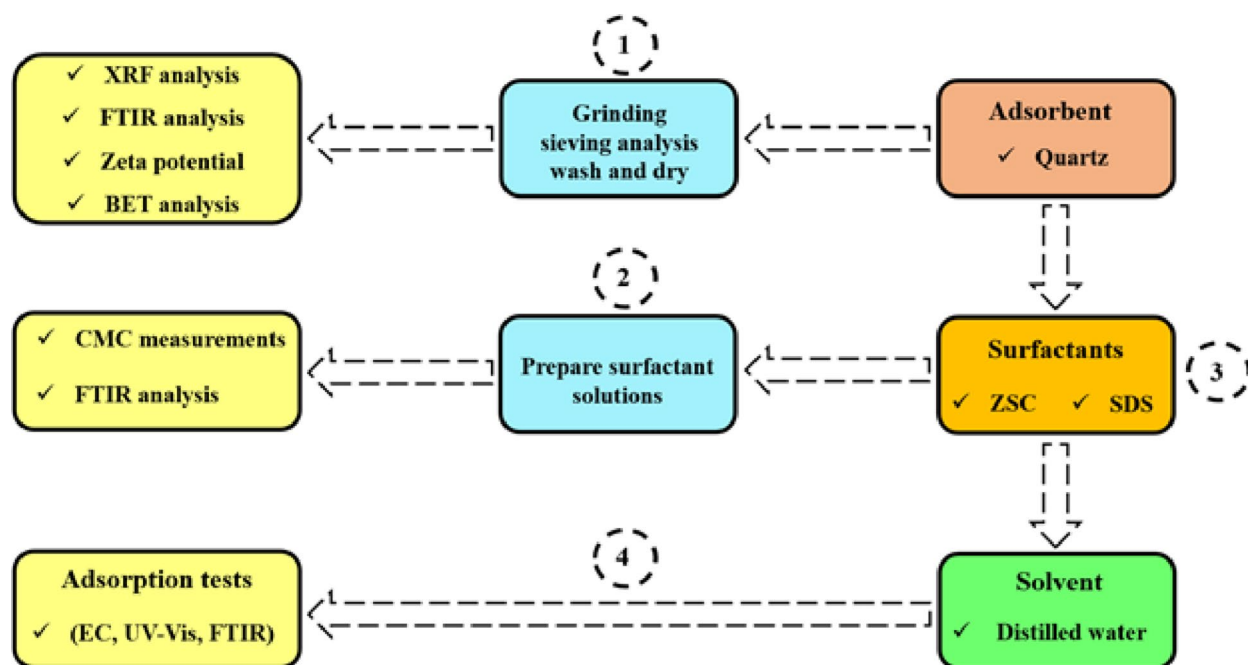 1
✓ XRF analysis
✓ FTIR analysis
✓ Zeta potential
✓ BET analysis
Grinding
sieving analysis
wash and dry
Adsorbent
✓ Quartz
2
✓ CMC measurements
✓ FTIR analysis
Prepare surfactant
solutions
Surfactants
✓ ZSC ✓ SDS
3
4
Adsorption tests
✓ (EC, UV-Vis, FTIR)
Solvent
✓ Distilled water